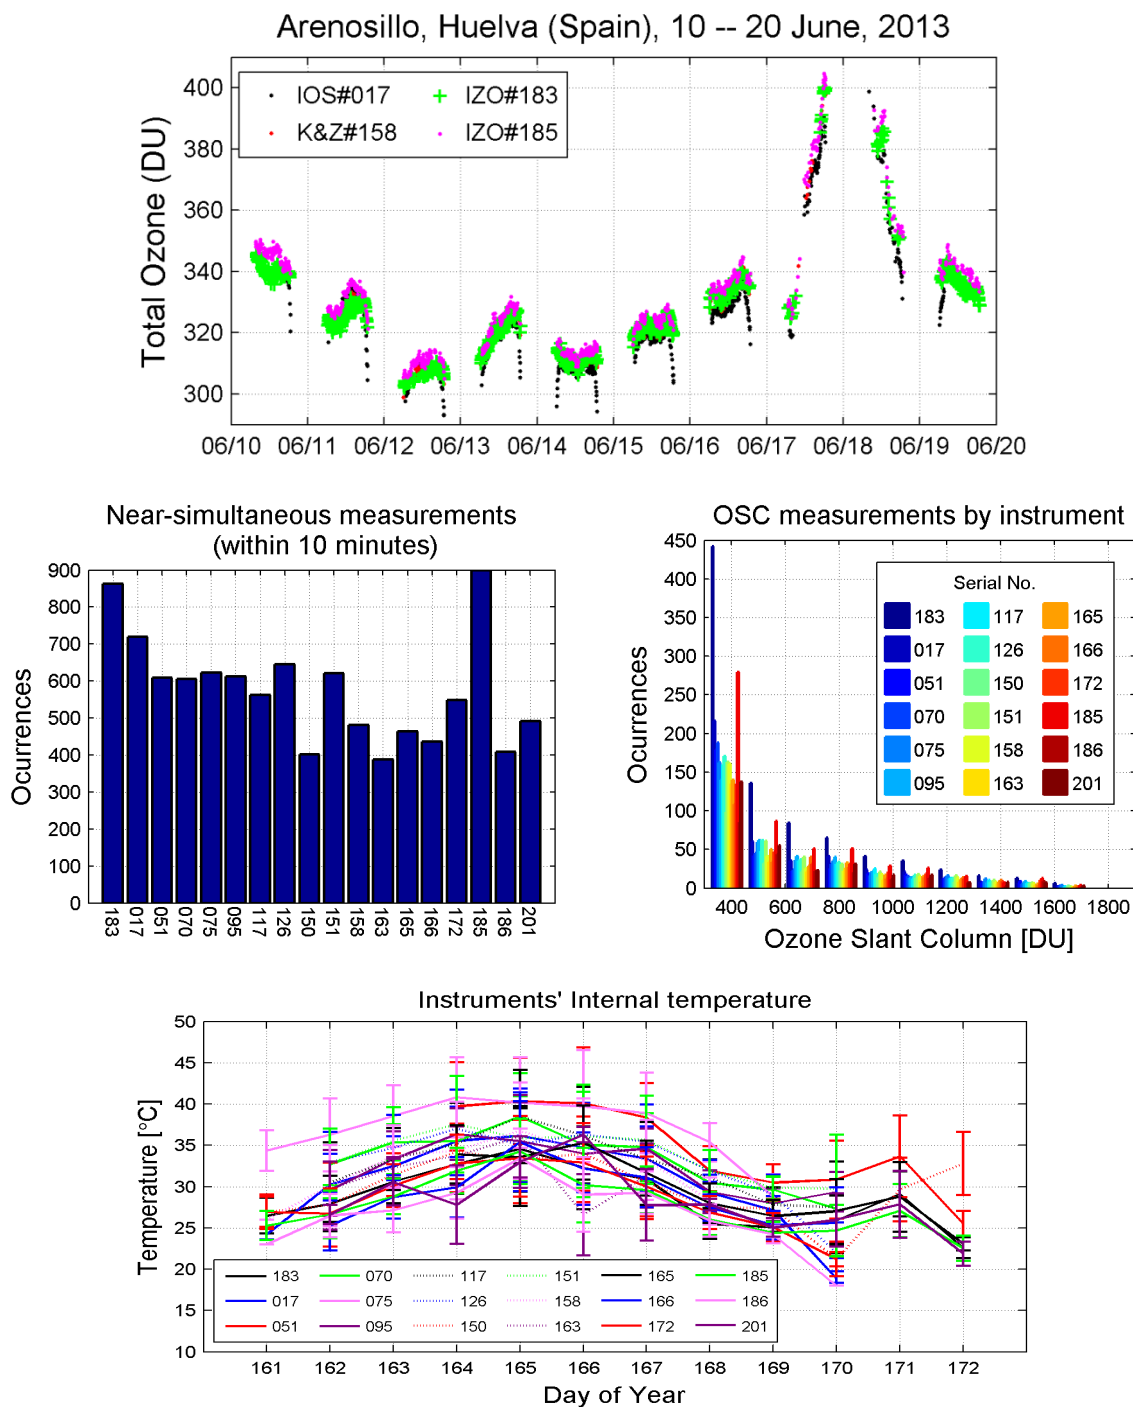 Arenosillo, Huelva (Spain), 10 -- 20 June, 2013
Total Ozone (DU)
400
380
360
340
320
300
IOS#017
IZO#183
K&Z#158
IZO#185
06/10 06/11 06/12 06/13 06/14 06/15 06/16 06/17 06/18 06/19 06/20
Near-simultaneous measurements
(within 10 minutes)
Ocurrences
900
800
700
600
500
400
300
200
100
0
183 017 051 070 075 095 117 126 150 151 158 163 165 166 172 185 186 201
OSC measurements by instrument
Ocurrences
450
400
350
300
250
200
150
100
50
0
Serial No.
183 117 165
017 126 166
051 150 172
070 151 185
075 158 186
095 163 201
400 600 800 1000 1200 1400 1600 1800
Ozone Slant Column [DU]
Instruments' Internal temperature
Temperature [°C]
50
45
40
35
30
25
20
15
10
183 070 117 151 165 185
017 075 126 158 166 186
051 095 150 163 172 201
161 162 163 164 165 166 167 168 169 170 171 172
Day of Year